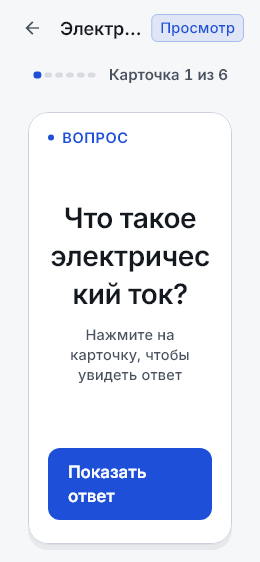 Электр...
Просмотр
Карточка 1 из 6
ВОПРОС
Что такое
электричес
кий ток?
Нажмите на
карточку, чтобы
увидеть ответ
Показать
ответ